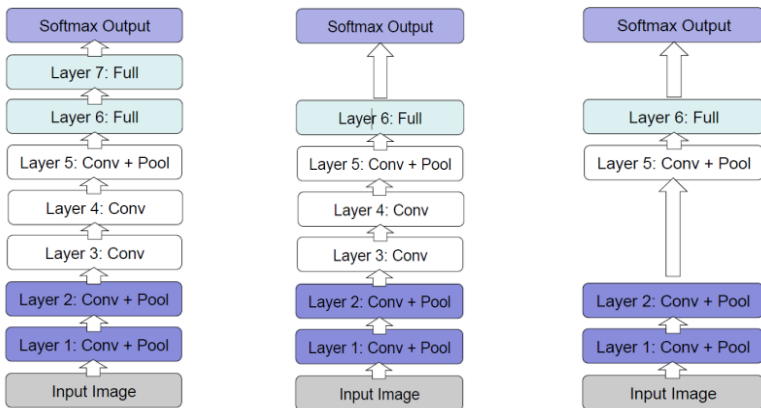 Softmax Output
Layer 7: Full
Layer 6: Full
Layer 5: Conv + Pool
Layer 4: Conv
Layer 3: Conv
Layer 2: Conv + Pool
Layer 1: Conv + Pool
Input Image
Softmax Output
Layer 6: Full
Layer 5: Conv + Pool
Layer 4: Conv
Layer 3: Conv
Layer 2: Conv + Pool
Layer 1: Conv + Pool
Input Image
Softmax Output
Layer 6: Full
Layer 5: Conv + Pool
Layer 2: Conv + Pool
Layer 1: Conv + Pool
Input Image